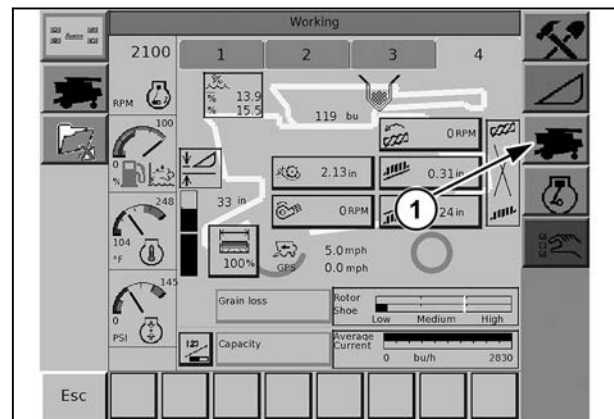 Working
2100
1
2
3
4
RPM
%
13.9
%
15.5
119 bu
0 RPM
100
0
%
2.13 in
0.31 in
33 in
0 RPM
1
24 in
248
104
°F
100%
GPS
5.0 mph
0.0 mph
145
0
PSI
Grain loss
Rotor
Shoe
Low
Medium
High
123
Capacity
Average
Current
0
bu/h
2830
Esc